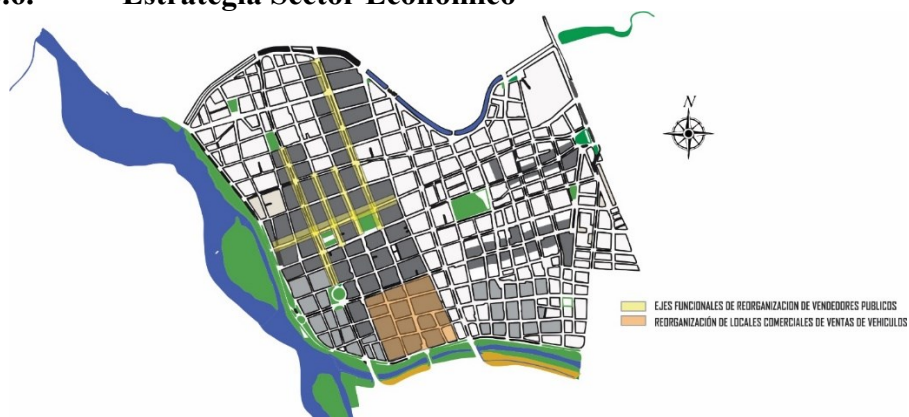 Estrategia Sector Económico
N
EJES FUNCIONALES DE REORGANIZACION DE VENDEDORES PUBLICOS
REORGANIZACIÓN DE LOCALES COMERCIALES DE VENTAS DE VEHICULOS